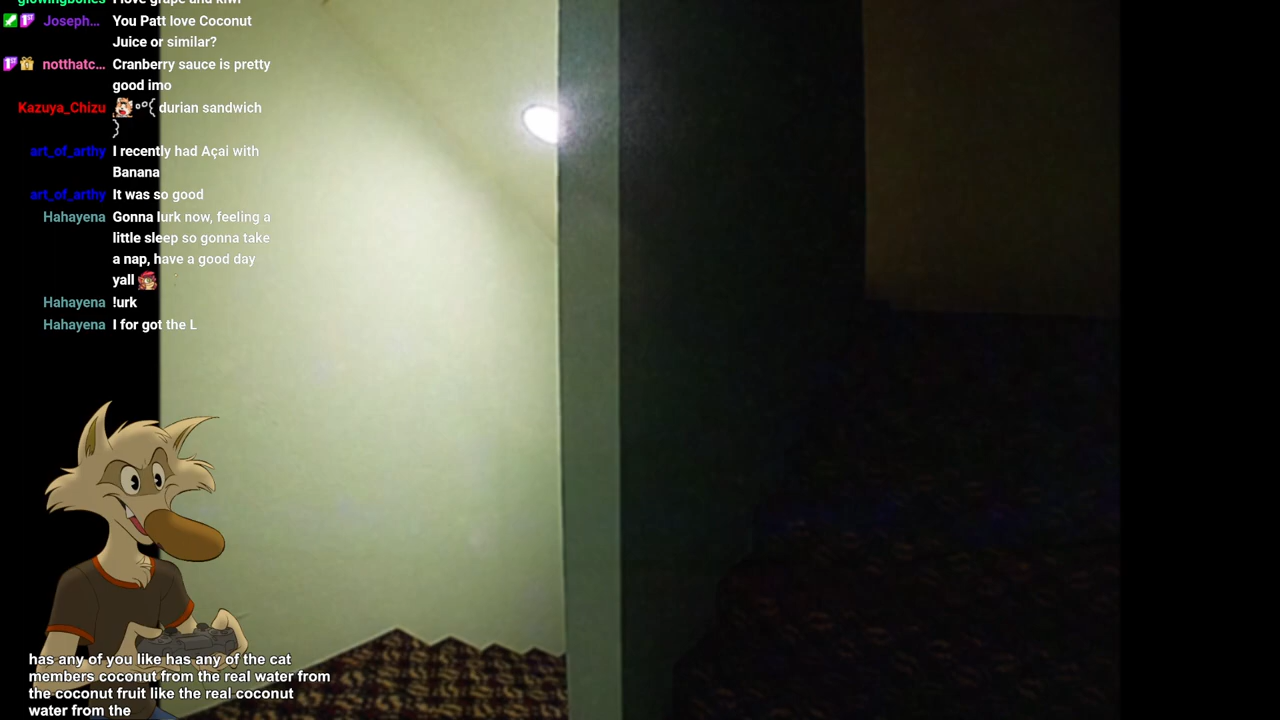 glowingbones I love grape and kiwi
Joseph... You Patt love Coconut
Juice or similar?
notthatc... Cranberry sauce is pretty
good imo
Kazuya_Chizu durian sandwich
art_of_arthy I recently had Açai with
Banana
art_of_arthy It was so good
Hahayena Gonna lurk now, feeling a
little sleep so gonna take
a nap, have a good day
yall
Hahayena !urk
Hahayena I for got the L
has any of you like has any of the cat
members coconut from the real water from
the coconut fruit like the real coconut
water from the